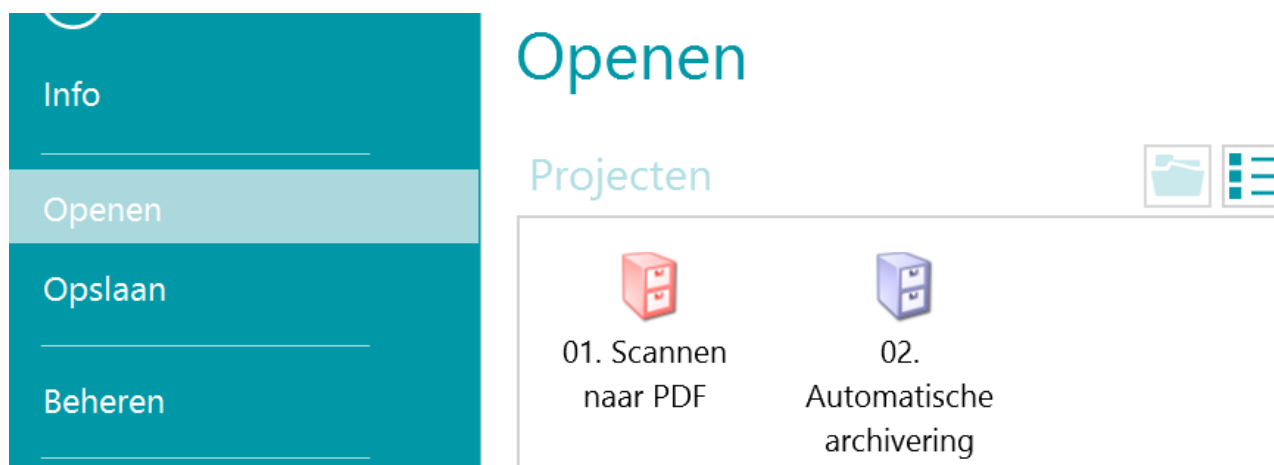 Info
Openen
Opslaan
Beheren
Openen
Projecten
01. Scannen
naar PDF
02.
Automatische
archivering